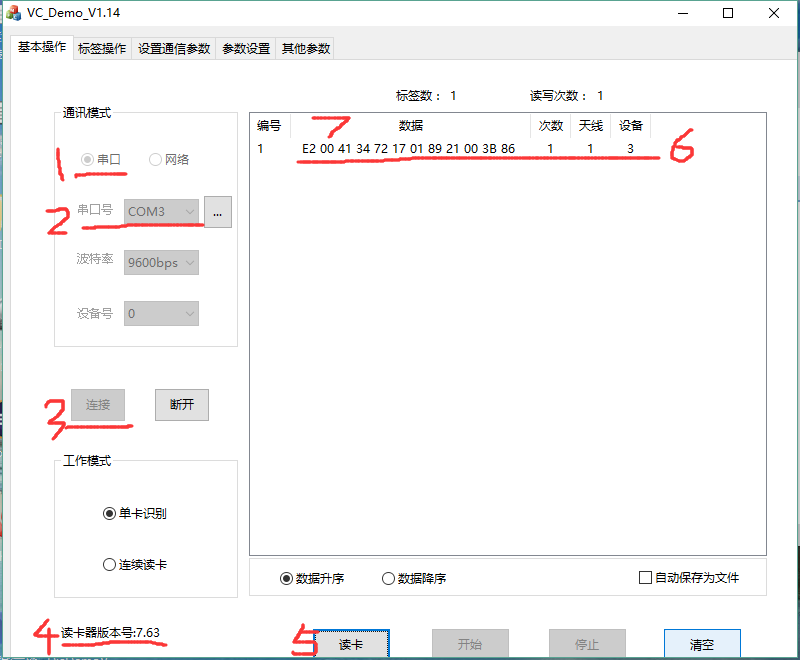 VC_Demo_V1.14
基本操作 标签操作 设置通信参数 参数设置 其他参数
标签数： 1 读写次数： 1
通讯模式
1 串口 网络
2 串口号 COM3 ...
波特率 9600bps
设备号 0
编号 7 数据 次数 天线 设备
1 E2 00 41 34 72 17 01 89 21 00 3B 86 1 1 3 6
3 连接 断开
工作模式
单卡识别
连续读卡
数据升序 数据降序 自动保存为文件
4 读卡器版本号:7.63
5 读卡 开始 停止 清空